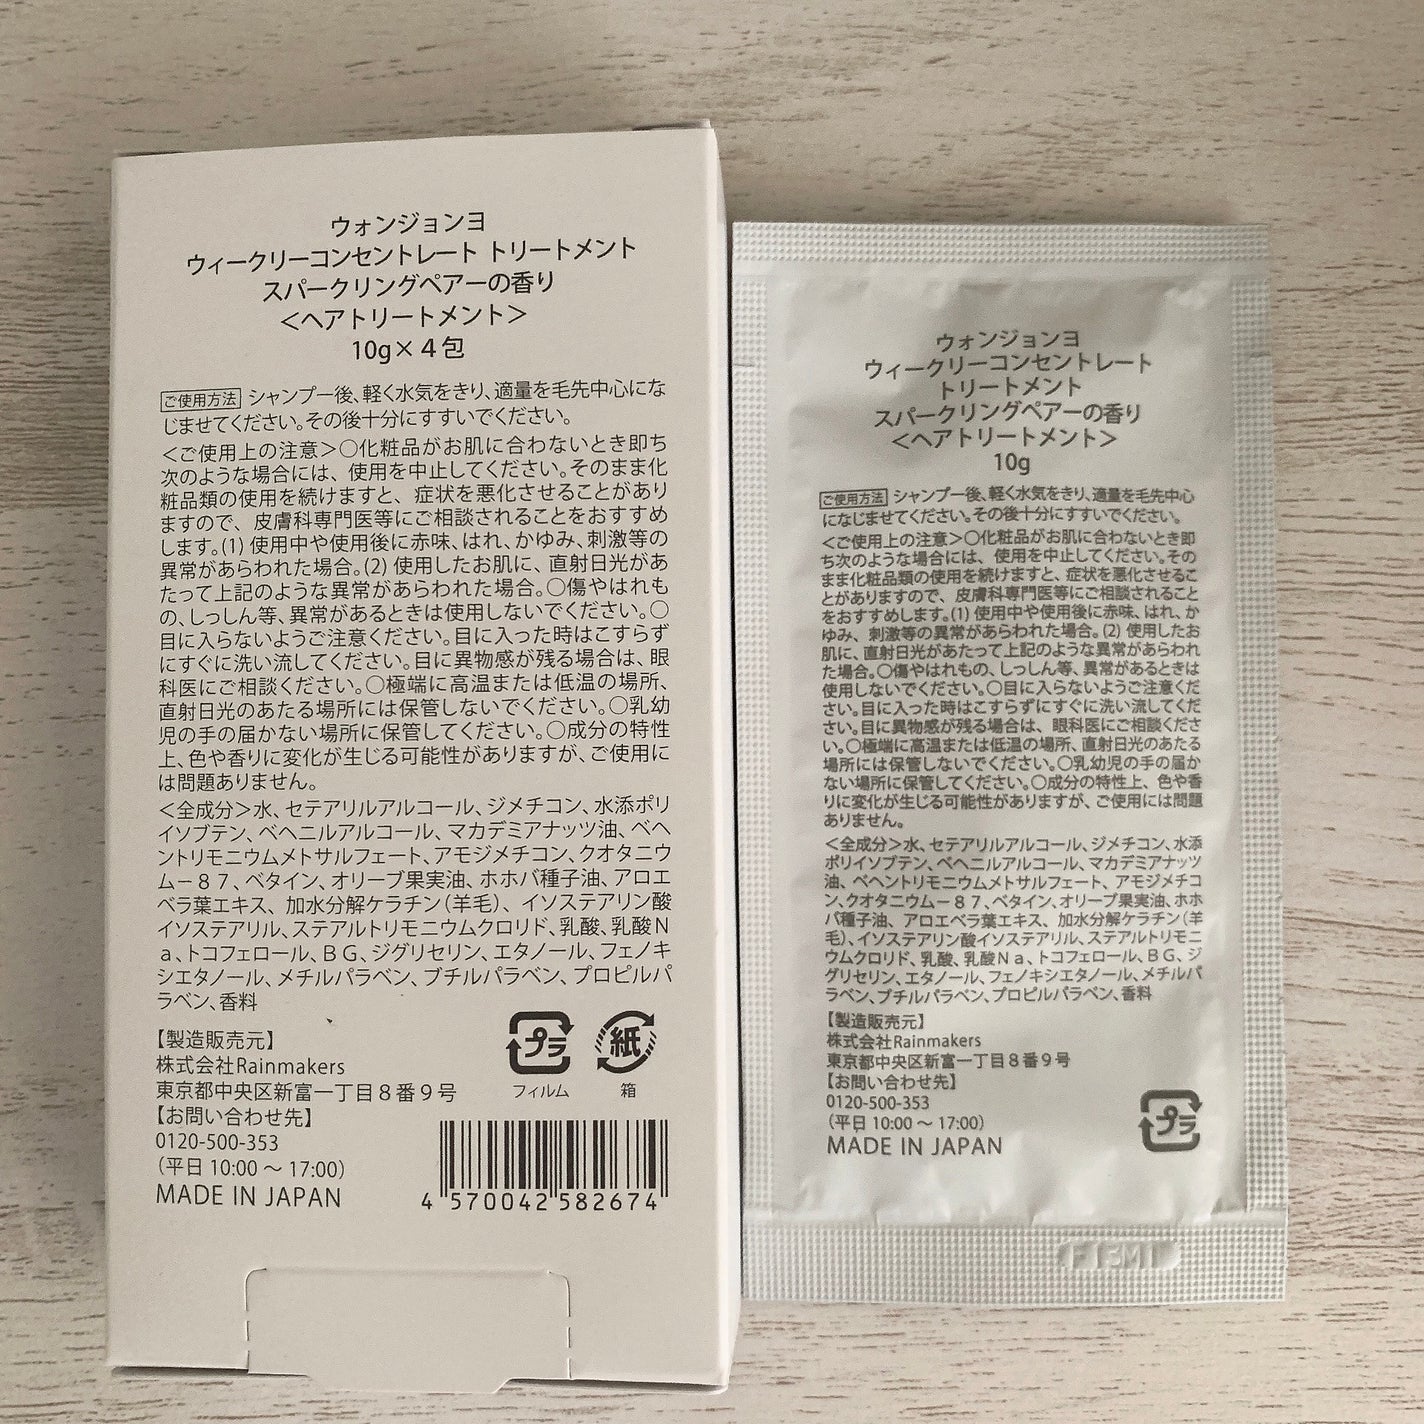 ウォンジョンヨ
ウィークリーコンセントレート トリートメント
スパークリングペアーの香り
＜ヘアトリートメント＞
10g×４包
ご使用方法 シャンプー後、軽く水気をきり、適量を毛先中心にな
じませてください。その後十分にすすいでください。
＜ご使用上の注意＞○化粧品がお肌に合わないとき即ち
次のような場合には、使用を中止してください。そのまま化
粧品類の使用を続けますと、症状を悪化させることがあり
ますので、皮膚科専門医等にご相談されることをおすすめ
します。(1) 使用中や使用後に赤味、はれ、かゆみ、刺激等の
異常があらわれた場合。(2) 使用したお肌に、直射日光があ
たって上記のような異常があらわれた場合。○傷やはれも
の、しっしん等、異常があるときは使用しないでください。○
目に入らないようご注意ください。目に入った時はこすらず
にすぐに洗い流してください。目に異物感が残る場合は、眼
科医にご相談ください。○極端に高温または低温の場所、
直射日光のあたる場所には保管しないでください。○乳幼
児の手の届かない場所に保管してください。○成分の特性
上、色や香りに変化が生じる可能性がありますが、ご使用に
は問題ありません。
＜全成分＞水、セテアリルアルコール、ジメチコン、水添ポリ
イソブテン、ベヘニルアルコール、マカデミアナッツ油、ベヘ
ントリモニウムメトサルフェート、アモジメチコン、クオタニウ
ム－８７、ベタイン、オリーブ果実油、ホホバ種子油、アロエ
ベラ葉エキス、加水分解ケラチン（羊毛）、イソステアリン酸
イソステアリル、ステアルトリモニウムクロリド、乳酸、乳酸Ｎ
ａ、トコフェロール、ＢＧ、ジグリセリン、エタノール、フェノキ
シエタノール、メチルパラベン、ブチルパラベン、プロピルパ
ラベン、香料
【製造販売元】
株式会社Rainmakers
東京都中央区新富一丁目８番９号
【お問い合わせ先】
0120-500-353
（平日 10:00 ～ 17:00）
MADE IN JAPAN
プラ
フィルム
紙
箱
4 570042 582674
ウォンジョンヨ
ウィークリーコンセントレート
トリートメント
スパークリングペアーの香り
＜ヘアトリートメント＞
10g
ご使用方法 シャンプー後、軽く水気をきり、適量を毛先中心
になじませてください。その後十分にすすいでください。
＜ご使用上の注意＞○化粧品がお肌に合わないとき即
ち次のような場合には、使用を中止してください。その
まま化粧品類の使用を続けますと、症状を悪化させるこ
とがありますので、皮膚科専門医等にご相談されること
をおすすめします。(1) 使用中や使用後に赤味、はれ、か
ゆみ、刺激等の異常があらわれた場合。(2) 使用したお
肌に、直射日光があたって上記のような異常があらわれ
た場合。○傷やはれもの、しっしん等、異常があるときは
使用しないでください。○目に入らないようご注意くだ
さい。目に入った時はこすらずにすぐに洗い流してくださ
さい。目に異物感が残る場合は、眼科医にご相談くださ
い。○極端に高温または低温の場所、直射日光のあたる
場所には保管しないでください。○乳幼児の手の届か
ない場所に保管してください。○成分の特性上、色や香
りに変化が生じる可能性がありますが、ご使用には問題
ありません。
＜全成分＞水、セテアリルアルコール、ジメチコン、水添
ポリイソブテン、ベヘニルアルコール、マカデミアナッツ
油、ベヘントリモニウムメトサルフェート、アモジメチコ
ン、クオタニウム－８７、ベタイン、オリーブ果実油、ホホ
バ種子油、アロエベラ葉エキス、加水分解ケラチン（羊
毛）、イソステアリン酸イソステアリル、ステアルトリモニ
ウムクロリド、乳酸、乳酸Ｎａ、トコフェロール、ＢＧ、ジ
グリセリン、エタノール、フェノキシエタノール、メチルパ
ラベン、ブチルパラベン、プロピルパラベン、香料
【製造販売元】
株式会社Rainmakers
東京都中央区新富一丁目８番９号
【お問い合わせ先】
0120-500-353
（平日 10:00 ～ 17:00）
MADE IN JAPAN
プラ